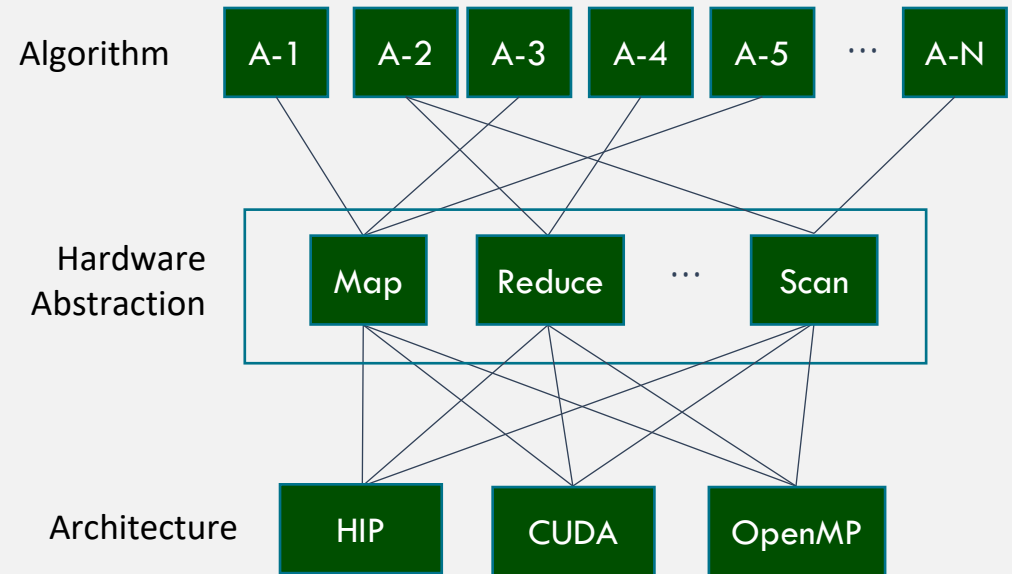 Algorithm
A-1
A-2
A-3
A-4
A-5
...
A-N
Hardware
Abstraction
Map
Reduce
...
Scan
Architecture
HIP
CUDA
OpenMP